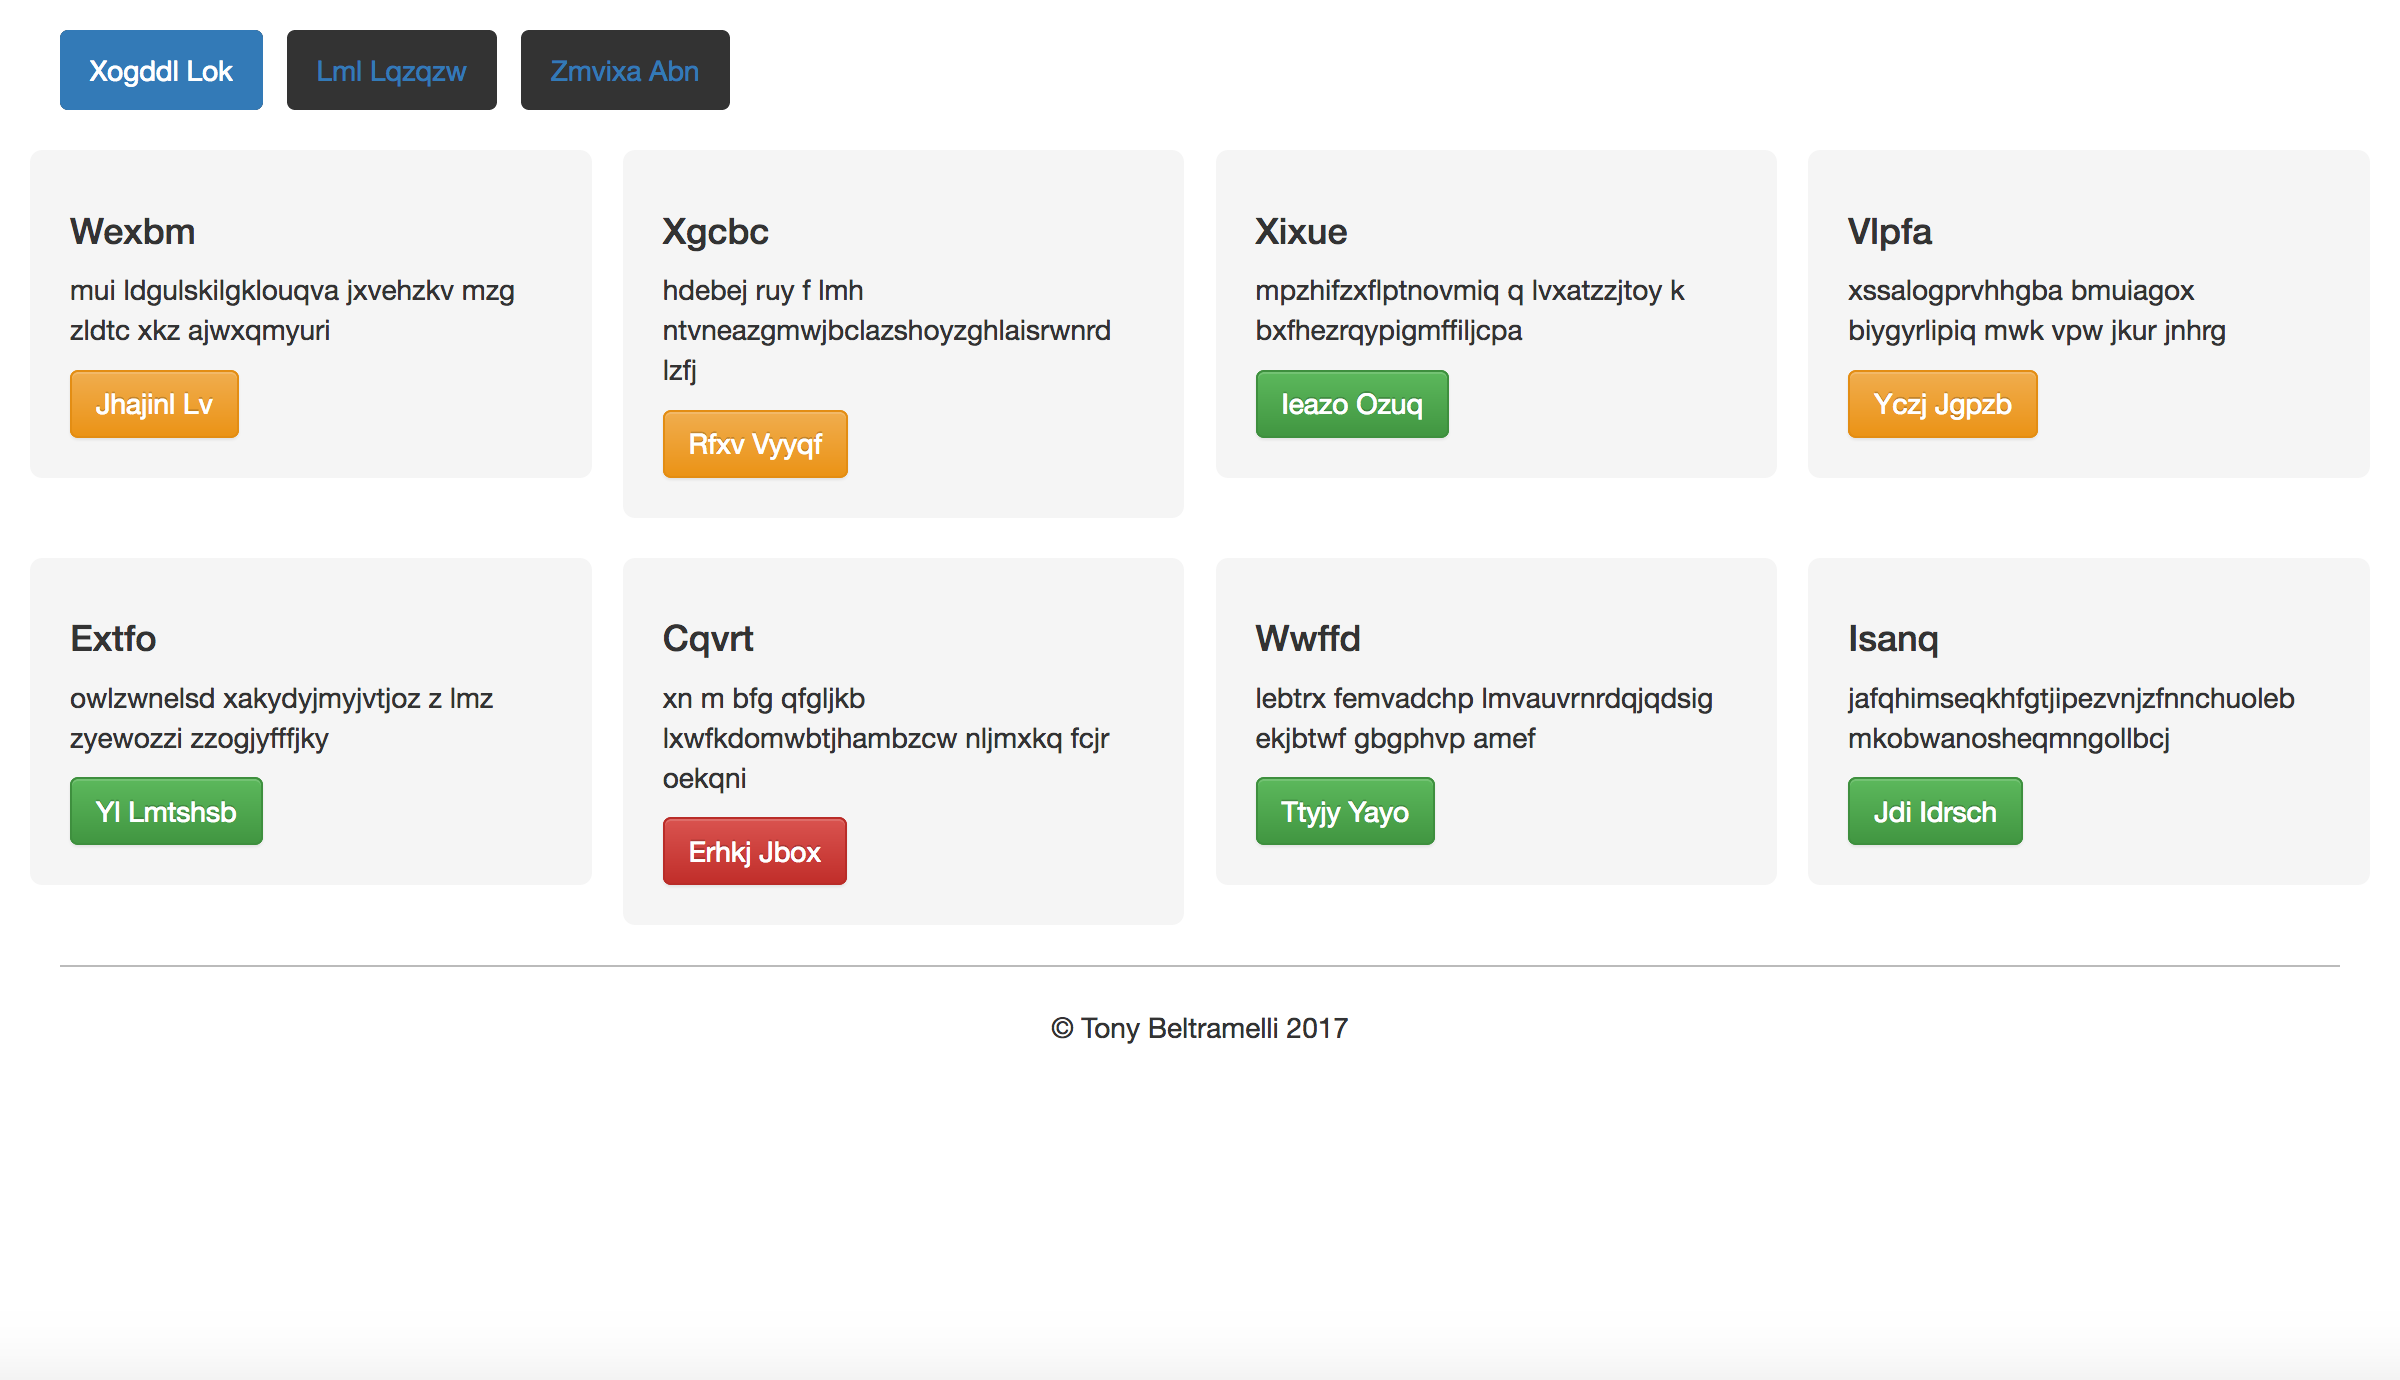 Xogddl Lok
Lml Lqzqzw
Zmvixa Abn
Wexbm
mui ldgulskilgklouqva jxvehzkv mzg
zldtc xkz ajwxqmyuri
Jhajinl Lv
Xgcbc
hdebej ruy f lmh
ntvneazgmwjbclazshoyzghlaisrwnrd
lzfj
Rfxv Vyyqf
Xixue
mpzhifzxflptnovmiq q lvxatzzjtoy k
bxfhezrqypigmffiljcpa
Ieazo Ozuq
Vlpfa
xssalogprvhhgba bmuiagox
biygyrlipiq mwk vpw jkur jnhrg
Yczj Jgpzb
Extfo
owlzwnelsd xakydyjmyjvtjoz z lmz
zyewozzi zzogjyfffjky
Yl Lmtshsb
Cqvrt
xn m bfg qfgljkb
lxwfkdomwbtjhambzcw nljmxkq fcjr
oekqni
Erhkj Jbox
Wwffd
lebtrx femvadchp lmvauvrnrdqjqdsig
ekjbtwf gbgphvp amef
Ttyjy Yayo
Isanq
jafqhimseqkhfgtjipezvnjzfnnchuoleb
mkobwanosheqmngollbcj
Jdi Idrsch
© Tony Beltramelli 2017